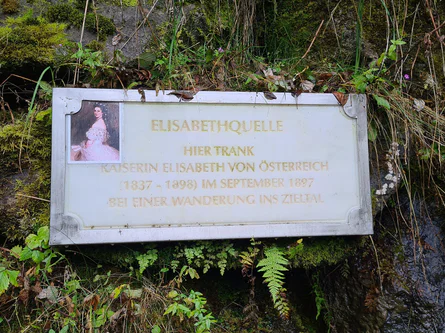 ELISABETHQUELLE
HIER TRANK
KAISERIN ELISABETH VON ÖSTERREICH
(1837 - 1898) IM SEPTEMBER 1897
BEI EINER WANDERUNG INS ZIELTAL